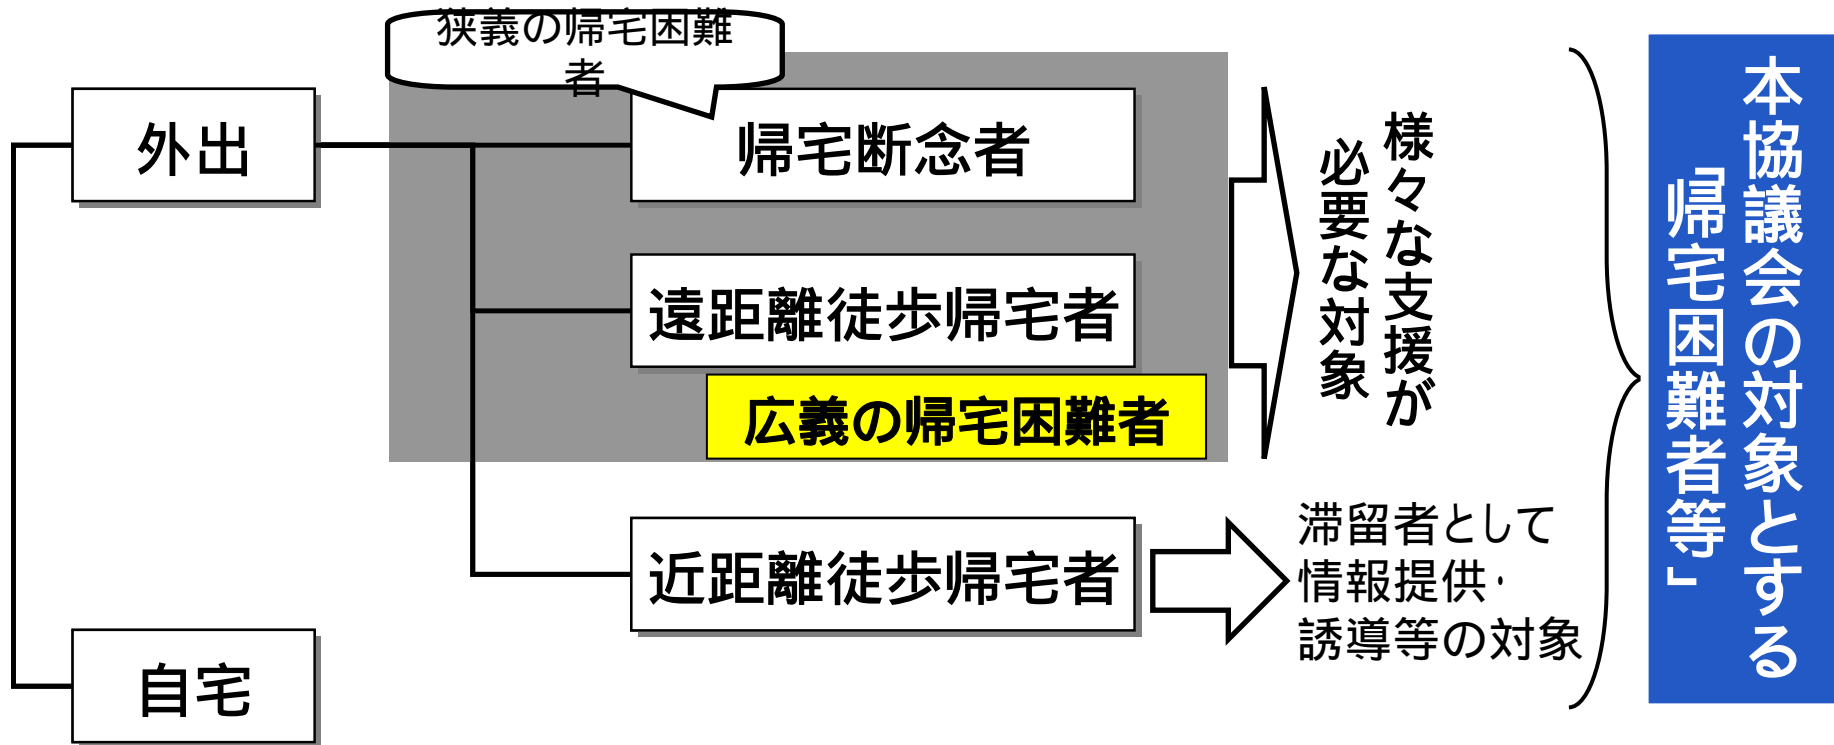 狭義の帰宅困難
者
外出
帰宅断念者
遠距離徒歩帰宅者
広義の帰宅困難者
近距離徒歩帰宅者
自宅
様々な支援が
必要な対象
滞留者として
情報提供・
誘導等の対象
本協議会の対象とする
「帰宅困難者等」